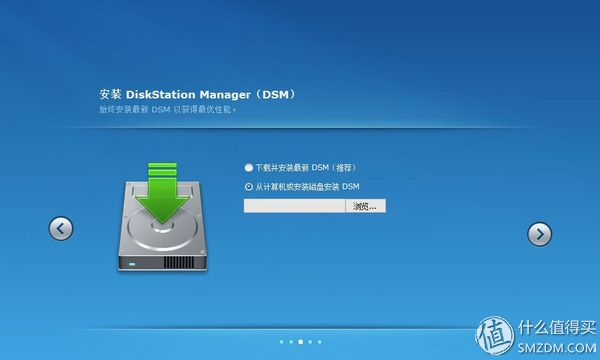 安装 DiskStation Manager（DSM）
始终安装最新 DSM 以获得最优性能。
下载并安装最新 DSM（推荐）
从计算机或安装磁盘安装 DSM
浏览...
值 什么值得买
SMZDM.COM